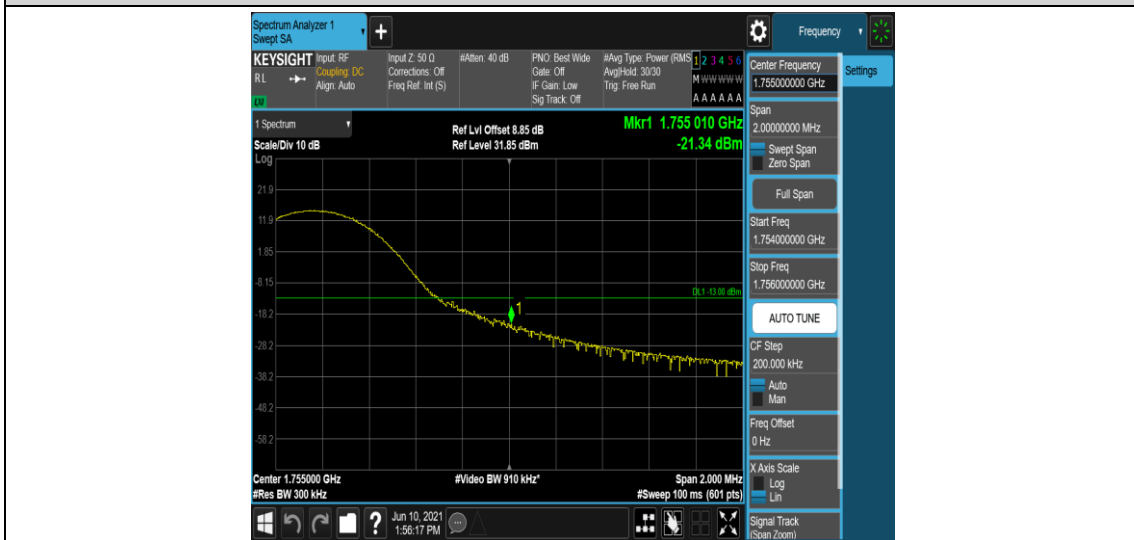 Spectrum Analyzer 1
Swept SA
+
Frequency
KEYSIGHT
RL
LXI
Input: RF
Coupling: DC
Align: Auto
Input Z: 50 Ω
Corrections: Off
Freq Ref: Int (S)
#Atten: 40 dB
PNO: Best Wide
Gate: Off
IF Gain: Low
Sig Track: Off
#Avg Type: Power (RMS
Avg|Hold: 30/30
Trig: Free Run
1 2 3 4 5 6
M W W W W W
A A A A A A
1 Spectrum
Scale/Div 10 dB
Log
Ref Lvl Offset 8.85 dB
Ref Level 31.85 dBm
Mkr1 1.755 010 GHz
-21.34 dBm
21.9
11.9
1.85
-8.15
-18.2
-28.2
-38.2
-48.2
-58.2
DL1 -13.00 dBm
1
Center 1.755000 GHz
#Res BW 300 kHz
#Video BW 910 kHz*
Span 2.000 MHz
#Sweep 100 ms (601 pts)
?
Jun 10, 2021
1:56:17 PM
Center Frequency
1.755000000 GHz
Settings
Span
2.00000000 MHz
Swept Span
Zero Span
Full Span
Start Freq
1.754000000 GHz
Stop Freq
1.756000000 GHz
AUTO TUNE
CF Step
200.000 kHz
Auto
Man
Freq Offset
0 Hz
X Axis Scale
Log
Lin
Signal Track
(Span Zoom)